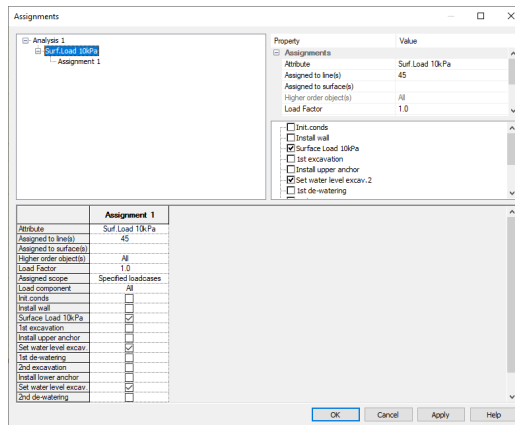 Assignments
Analysis 1
Surf.Load 10kPa
Assignment 1
Property Value
Assignments
Attribute Surf.Load 10kPa
Assigned to line(s) 45
Assigned to surface(s)
Higher order object(s) All
Load Factor 1.0
Init.conds
Install wall
Surface Load 10kPa
1st excavation
Install upper anchor
Set water level excav.2
1st de-watering
Assignment 1
Attribute Surf.Load 10kPa
Assigned to line(s) 45
Assigned to surface(s)
Higher order object(s) All
Load Factor 1.0
Assigned scope Specified loadcases
Load component All
Init.conds
Install wall
Surface Load 10kPa
1st excavation
Install upper anchor
Set water level excav.
1st de-watering
2nd excavation
Install lower anchor
Set water level excav.
2nd de-watering
OK Cancel Apply Help